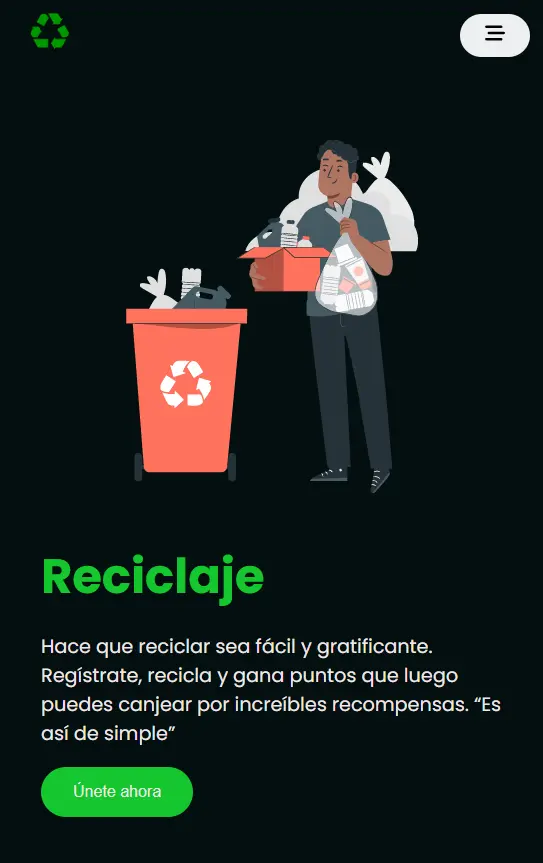 Reciclaje
Hace que reciclar sea fácil y gratificante.
Regístrate, recicla y gana puntos que luego
puedes canjear por increíbles recompensas. “Es
así de simple”
Únete ahora